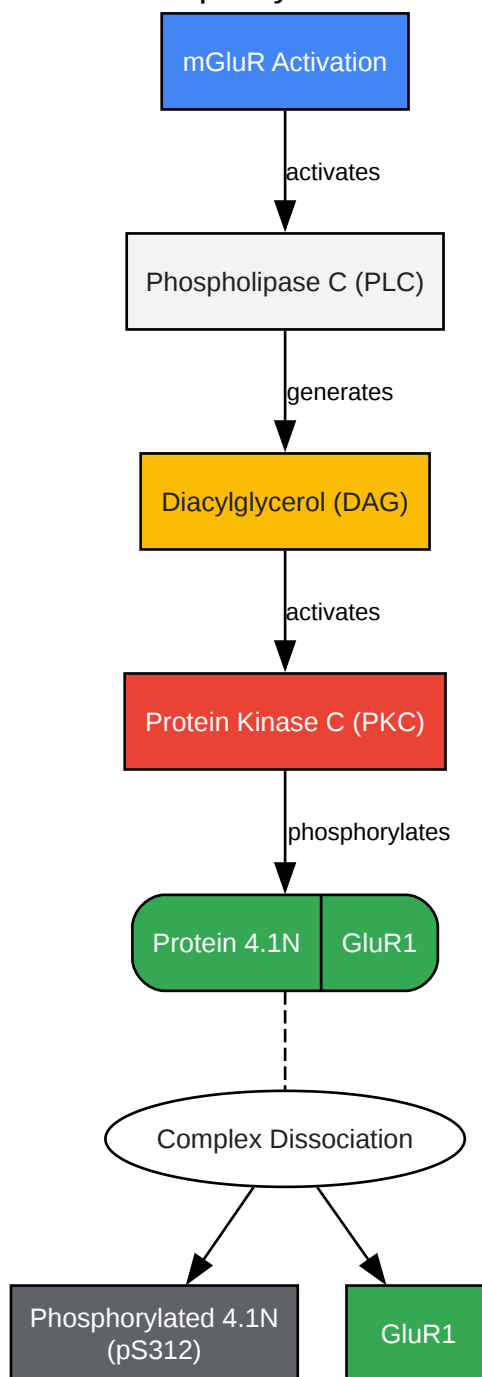 mGluR Activation
activates
Phospholipase C (PLC)
generates
Diacylglycerol (DAG)
activates
Protein Kinase C (PKC)
phosphorylates
Protein 4.1N
GluR1
Complex Dissociation
Phosphorylated 4.1N
(pS312)
GluR1